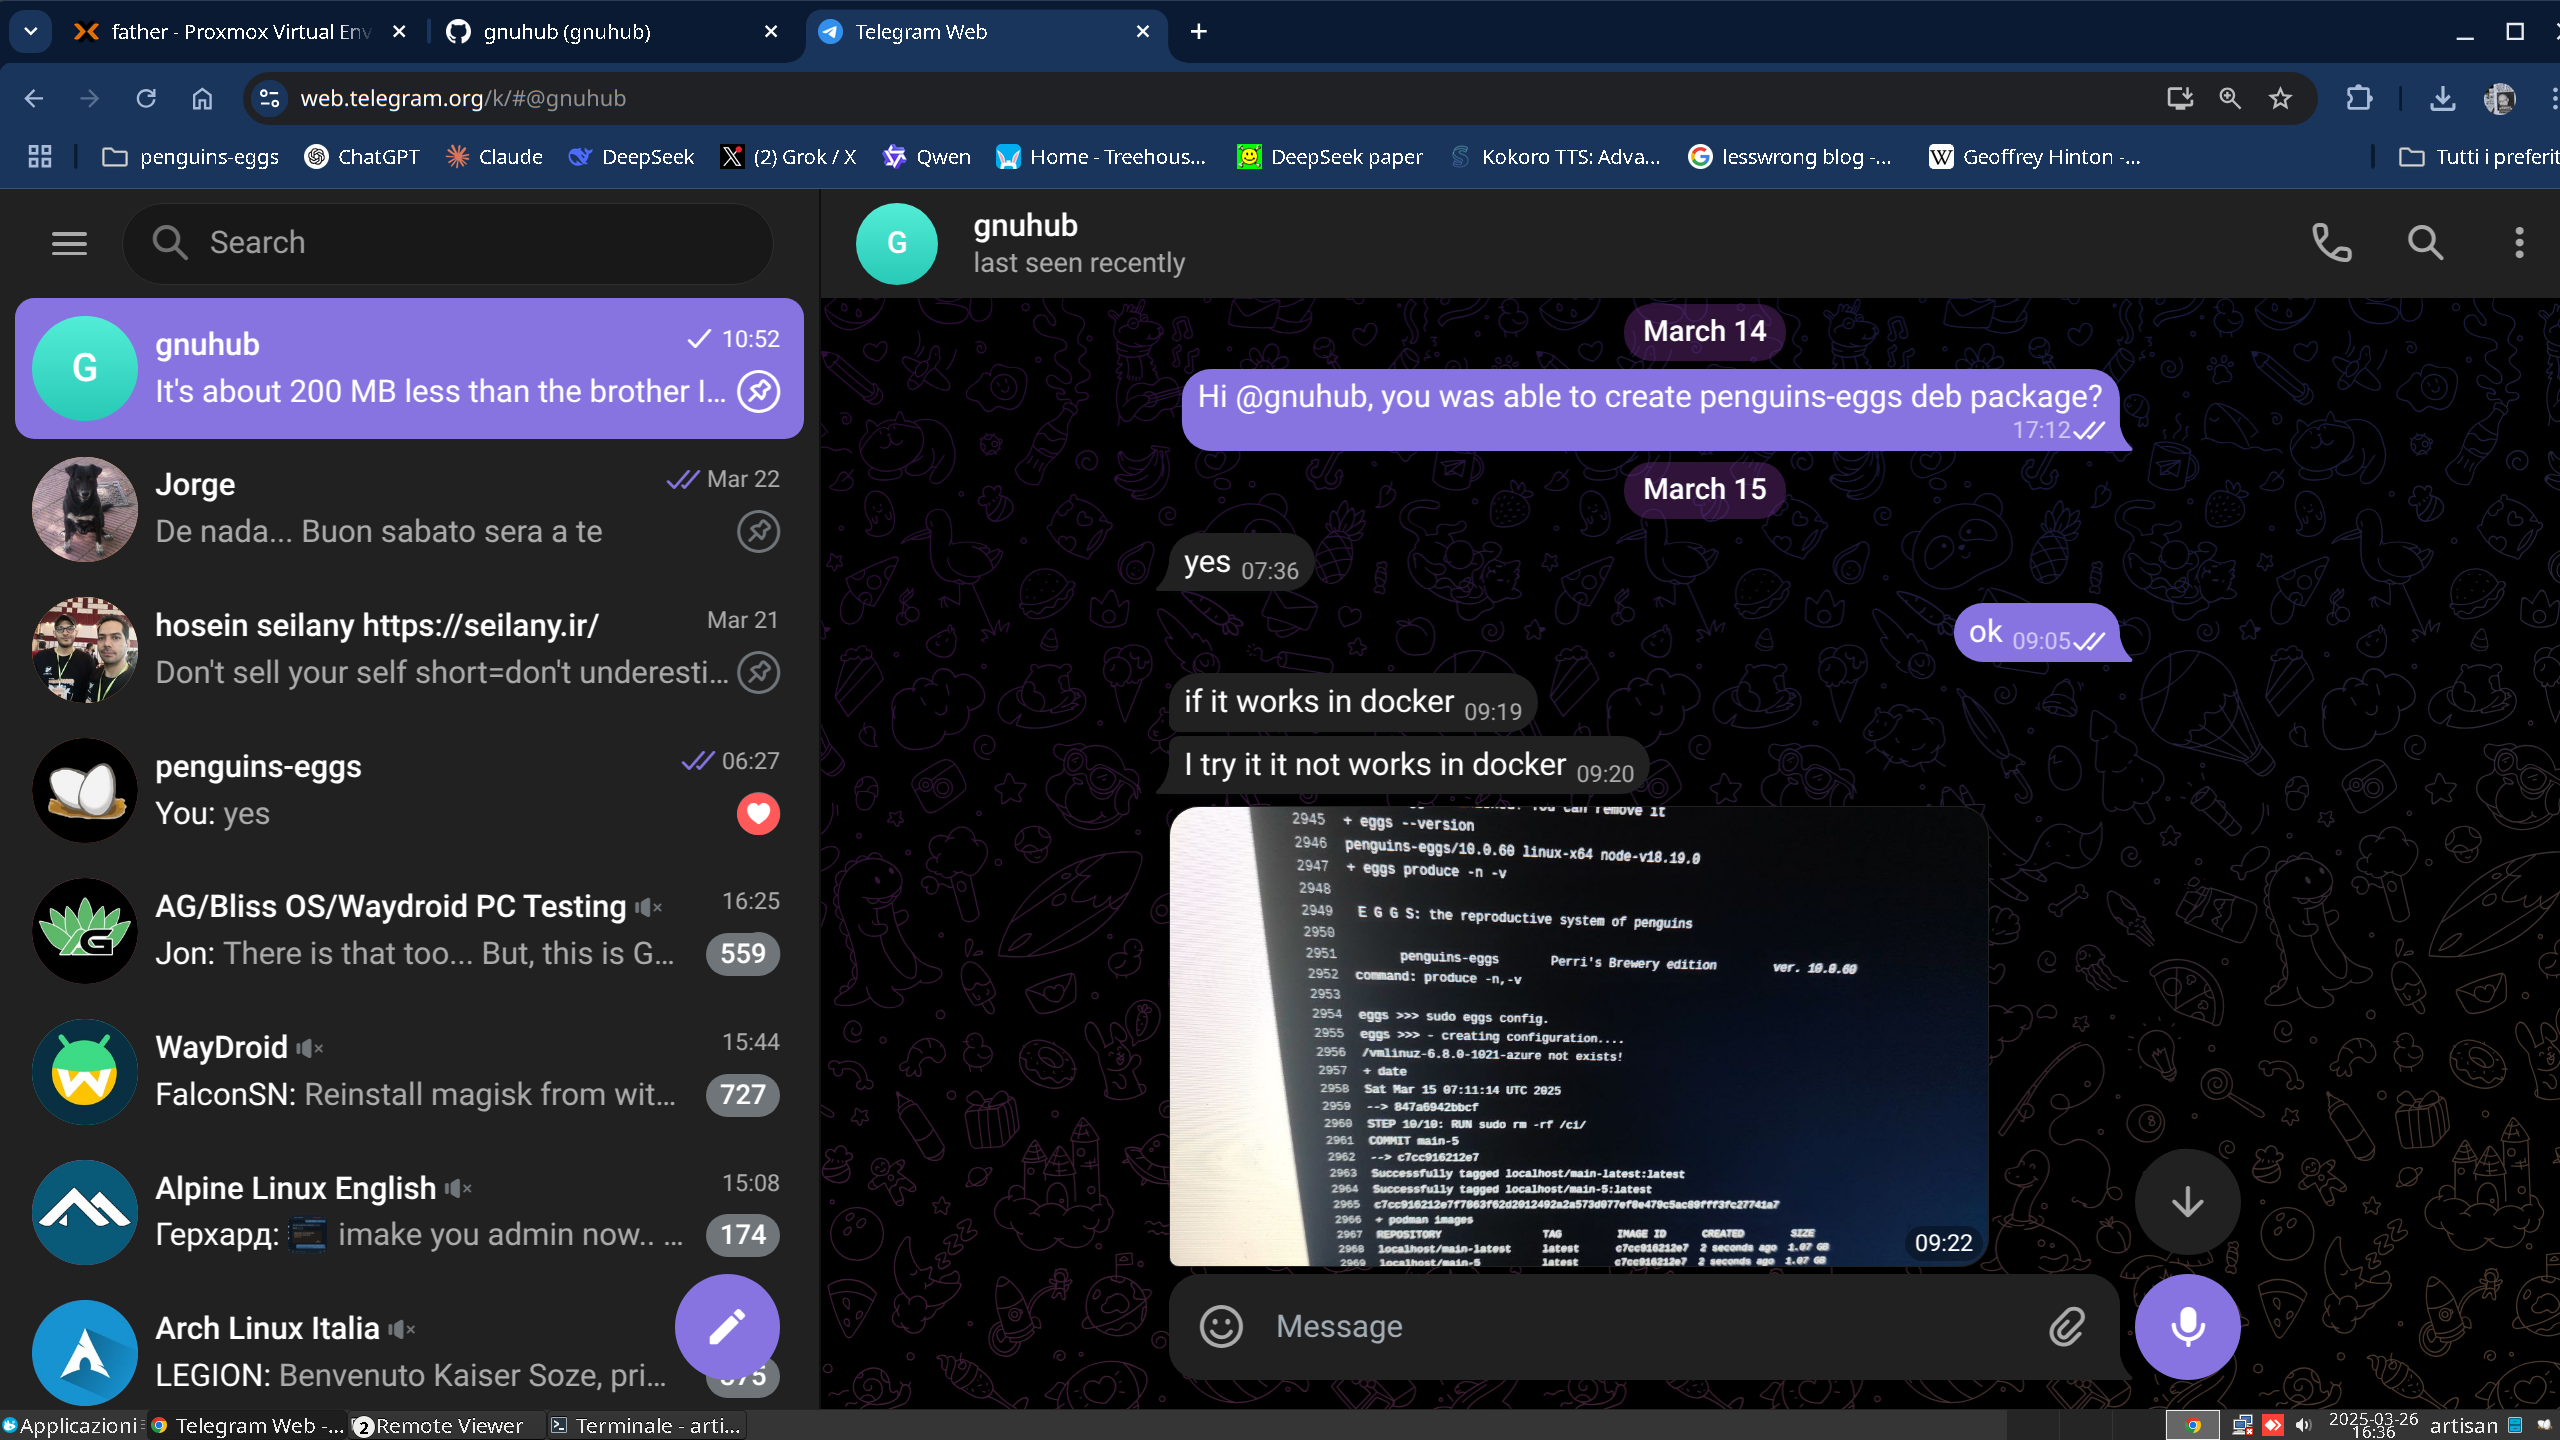 father - Proxmox Virtual Env
gnuhub (gnuhub)
Telegram Web
web.telegram.org/k/#@gnuhub
penguins-eggs
ChatGPT
Claude
DeepSeek
(2) Grok / X
Qwen
Home - Treehous...
DeepSeek paper
Kokoro TTS: Adva...
lesswrong blog -...
Geoffrey Hinton -...
Tutti i preferit
Search
G
gnuhub
10:52
It's about 200 MB less than the brother I...
Jorge
Mar 22
De nada... Buon sabato sera a te
hosein seilany https://seilany.ir/
Mar 21
Don't sell your self short=don't underesti...
penguins-eggs
06:27
You: yes
AG/Bliss OS/Waydroid PC Testing
16:25
Jon: There is that too... But, this is G...
559
WayDroid
15:44
FalconSN: Reinstall magisk from wit...
727
Alpine Linux English
15:08
Герхард: imake you admin now.. ...
174
Arch Linux Italia
LEGION: Benvenuto Kaiser Soze, pri...
G
gnuhub
last seen recently
March 14
Hi @gnuhub, you was able to create penguins-eggs deb package?
17:12
March 15
yes 07:36
ok 09:05
if it works in docker 09:19
I try it it not works in docker 09:20
You can remove it
2945 + eggs --version
2946 penguins-eggs/10.0.60 linux-x64 node-v18.19.0
2947 + eggs produce -n -v
2948
2949 E G G S: the reproductive system of penguins
2950
2951 penguins-eggs Perri's Brewery edition ver. 10.0.60
2952 command: produce -n,-v
2953
2954 eggs >>> sudo eggs config.
2955 eggs >>> - creating configuration....
2956 /vmlinuz-6.8.0-1021-azure not exists!
2957 + date
2958 Sat Mar 15 07:11:14 UTC 2025
2959 --> 847a6942bbcf
2960 STEP 10/10: RUN sudo rm -rf /ci/
2961 COMMIT main-5
2962 --> c7cc916212e7
2963 Successfully tagged localhost/main-latest:latest
2964 Successfully tagged localhost/main-5:latest
2965
2966 + podman images
2967 REPOSITORY TAG IMAGE ID CREATED SIZE
2968 localhost/main-latest latest c7cc916212e7 2 seconds ago 1.07 GB
2969 localhost/main-5 latest c7cc916212e7 2 seconds ago 1.07 GB
09:22
Message
Applicazioni
Telegram Web -...
2 Remote Viewer
Terminale - arti...
2025-03-26
16:36
artisan